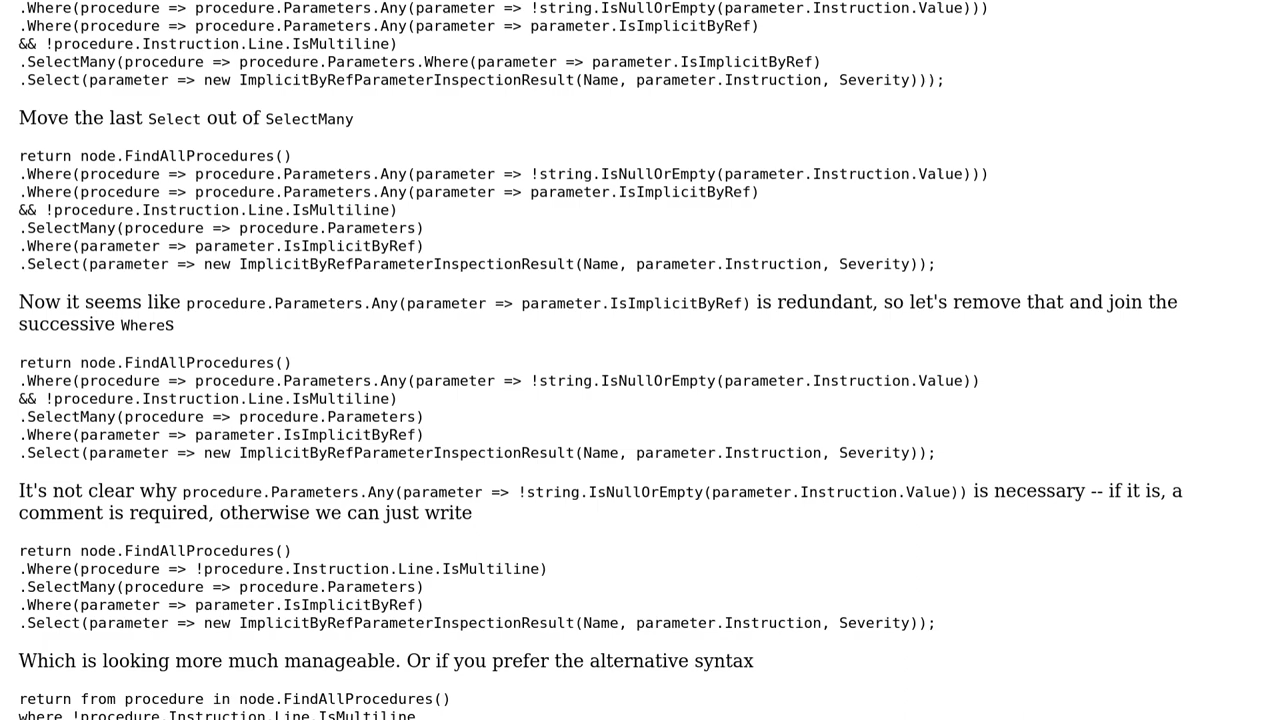 .Where(procedure => procedure.Parameters.Any(parameter => !string.IsNullOrEmpty(parameter.Instruction.Value)))
.Where(procedure => procedure.Parameters.Any(parameter => parameter.IsImplicitByRef)
&& !procedure.Instruction.Line.IsMultiline)
.SelectMany(procedure => procedure.Parameters.Where(parameter => parameter.IsImplicitByRef)
.Select(parameter => new ImplicitByRefParameterInspectionResult(Name, parameter.Instruction, Severity)));
Move the last Select out of SelectMany
return node.FindAllProcedures()
.Where(procedure => procedure.Parameters.Any(parameter => !string.IsNullOrEmpty(parameter.Instruction.Value)))
.Where(procedure => procedure.Parameters.Any(parameter => parameter.IsImplicitByRef)
&& !procedure.Instruction.Line.IsMultiline)
.SelectMany(procedure => procedure.Parameters)
.Where(parameter => parameter.IsImplicitByRef)
.Select(parameter => new ImplicitByRefParameterInspectionResult(Name, parameter.Instruction, Severity));
Now it seems like procedure.Parameters.Any(parameter => parameter.IsImplicitByRef) is redundant, so let's remove that and join the
successive Wheres
return node.FindAllProcedures()
.Where(procedure => procedure.Parameters.Any(parameter => !string.IsNullOrEmpty(parameter.Instruction.Value))
&& !procedure.Instruction.Line.IsMultiline)
.SelectMany(procedure => procedure.Parameters)
.Where(parameter => parameter.IsImplicitByRef)
.Select(parameter => new ImplicitByRefParameterInspectionResult(Name, parameter.Instruction, Severity));
It's not clear why procedure.Parameters.Any(parameter => !string.IsNullOrEmpty(parameter.Instruction.Value)) is necessary -- if it is, a
comment is required, otherwise we can just write
return node.FindAllProcedures()
.Where(procedure => !procedure.Instruction.Line.IsMultiline)
.SelectMany(procedure => procedure.Parameters)
.Where(parameter => parameter.IsImplicitByRef)
.Select(parameter => new ImplicitByRefParameterInspectionResult(Name, parameter.Instruction, Severity));
Which is looking more much manageable. Or if you prefer the alternative syntax
return from procedure in node.FindAllProcedures()
where !procedure.Instruction.Line.IsMultiline